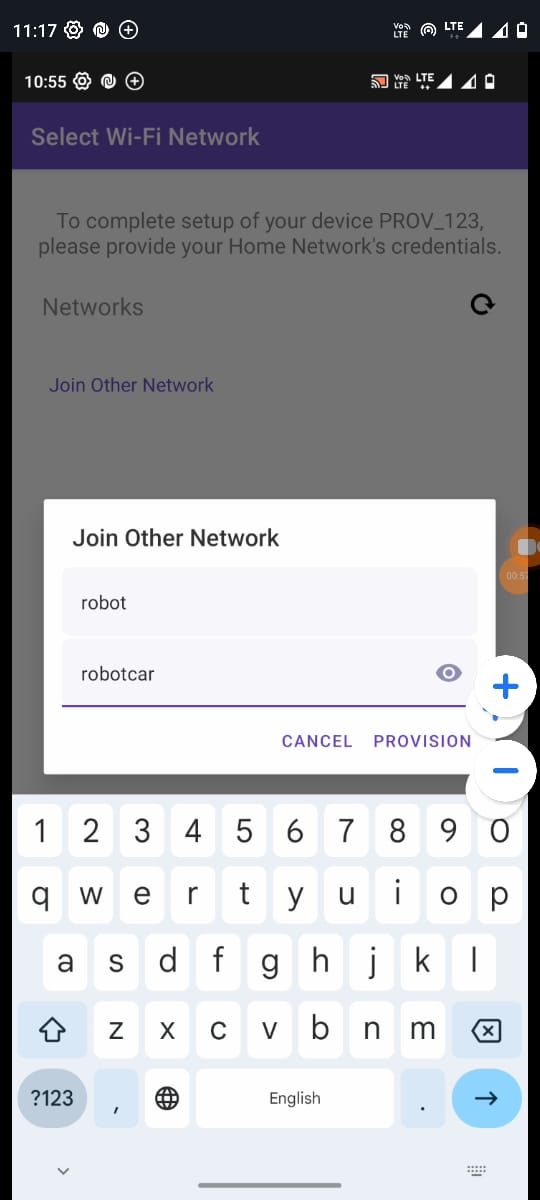 11:17
Vo)) LTE
LTE
10:55
Vo)) LTE
LTE
Select Wi-Fi Network
To complete setup of your device PROV_123,
please provide your Home Network's credentials.
Networks
Join Other Network
Join Other Network
robot
robotcar
00:57
CANCEL PROVISION
1 2 3 4 5 6 7 8 9 0
q w e r t y u i o p
a s d f g h j k l
z x c v b n m
?123 , English .